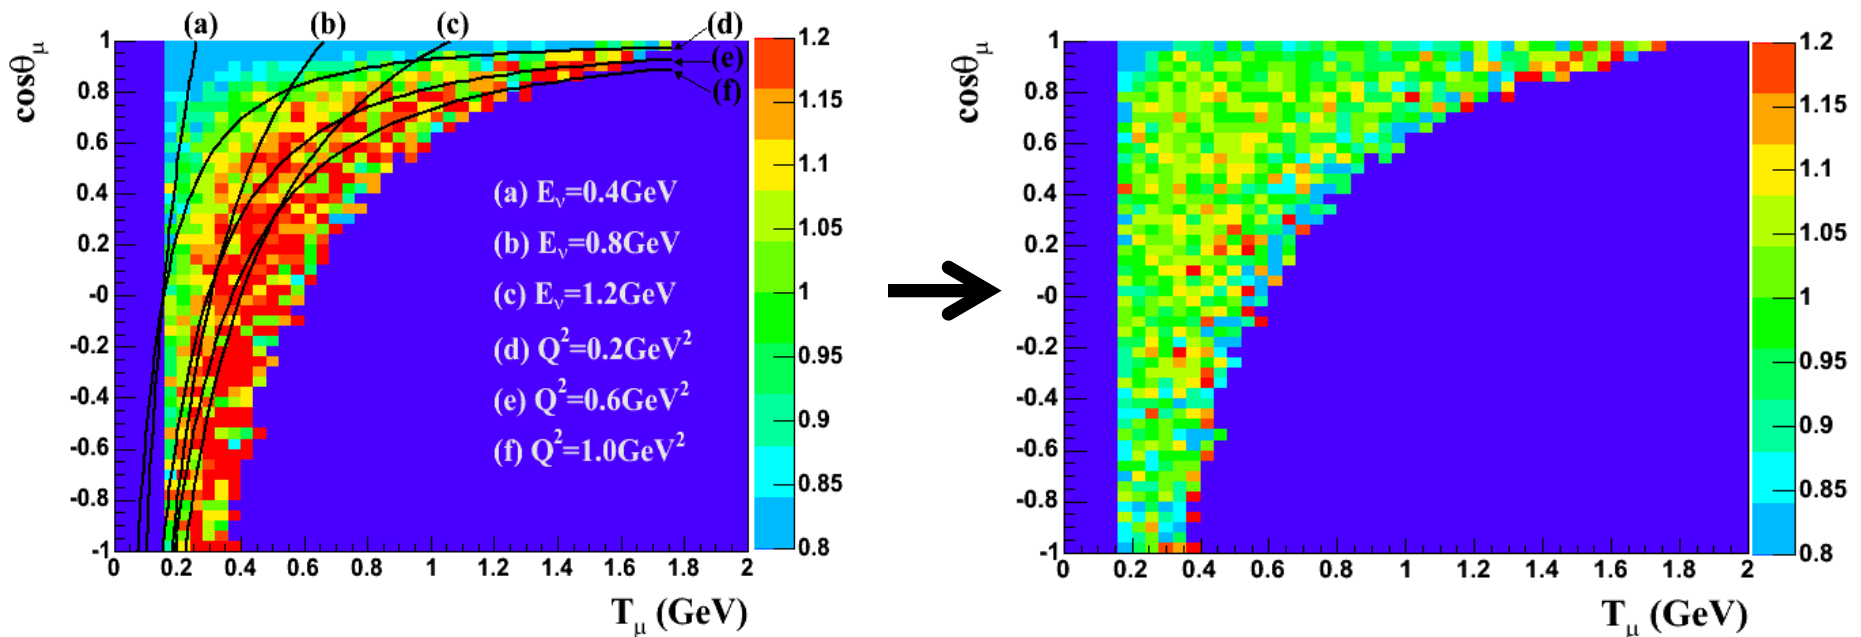 (a) (b) (c) (d)
(e)
(f)
cosθμ
1
0.8
0.6
0.4
0.2
-0
-0.2
-0.4
-0.6
-0.8
-1
0 0.2 0.4 0.6 0.8 1 1.2 1.4 1.6 1.8 2
Tμ (GeV)
(a) Eν=0.4GeV
(b) Eν=0.8GeV
(c) Eν=1.2GeV
(d) Q²=0.2GeV²
(e) Q²=0.6GeV²
(f) Q²=1.0GeV²
1.2
1.15
1.1
1.05
1
0.95
0.9
0.85
0.8
cosθμ
1
0.8
0.6
0.4
0.2
-0
-0.2
-0.4
-0.6
-0.8
-1
0 0.2 0.4 0.6 0.8 1 1.2 1.4 1.6 1.8 2
Tμ (GeV)
1.2
1.15
1.1
1.05
1
0.95
0.9
0.85
0.8